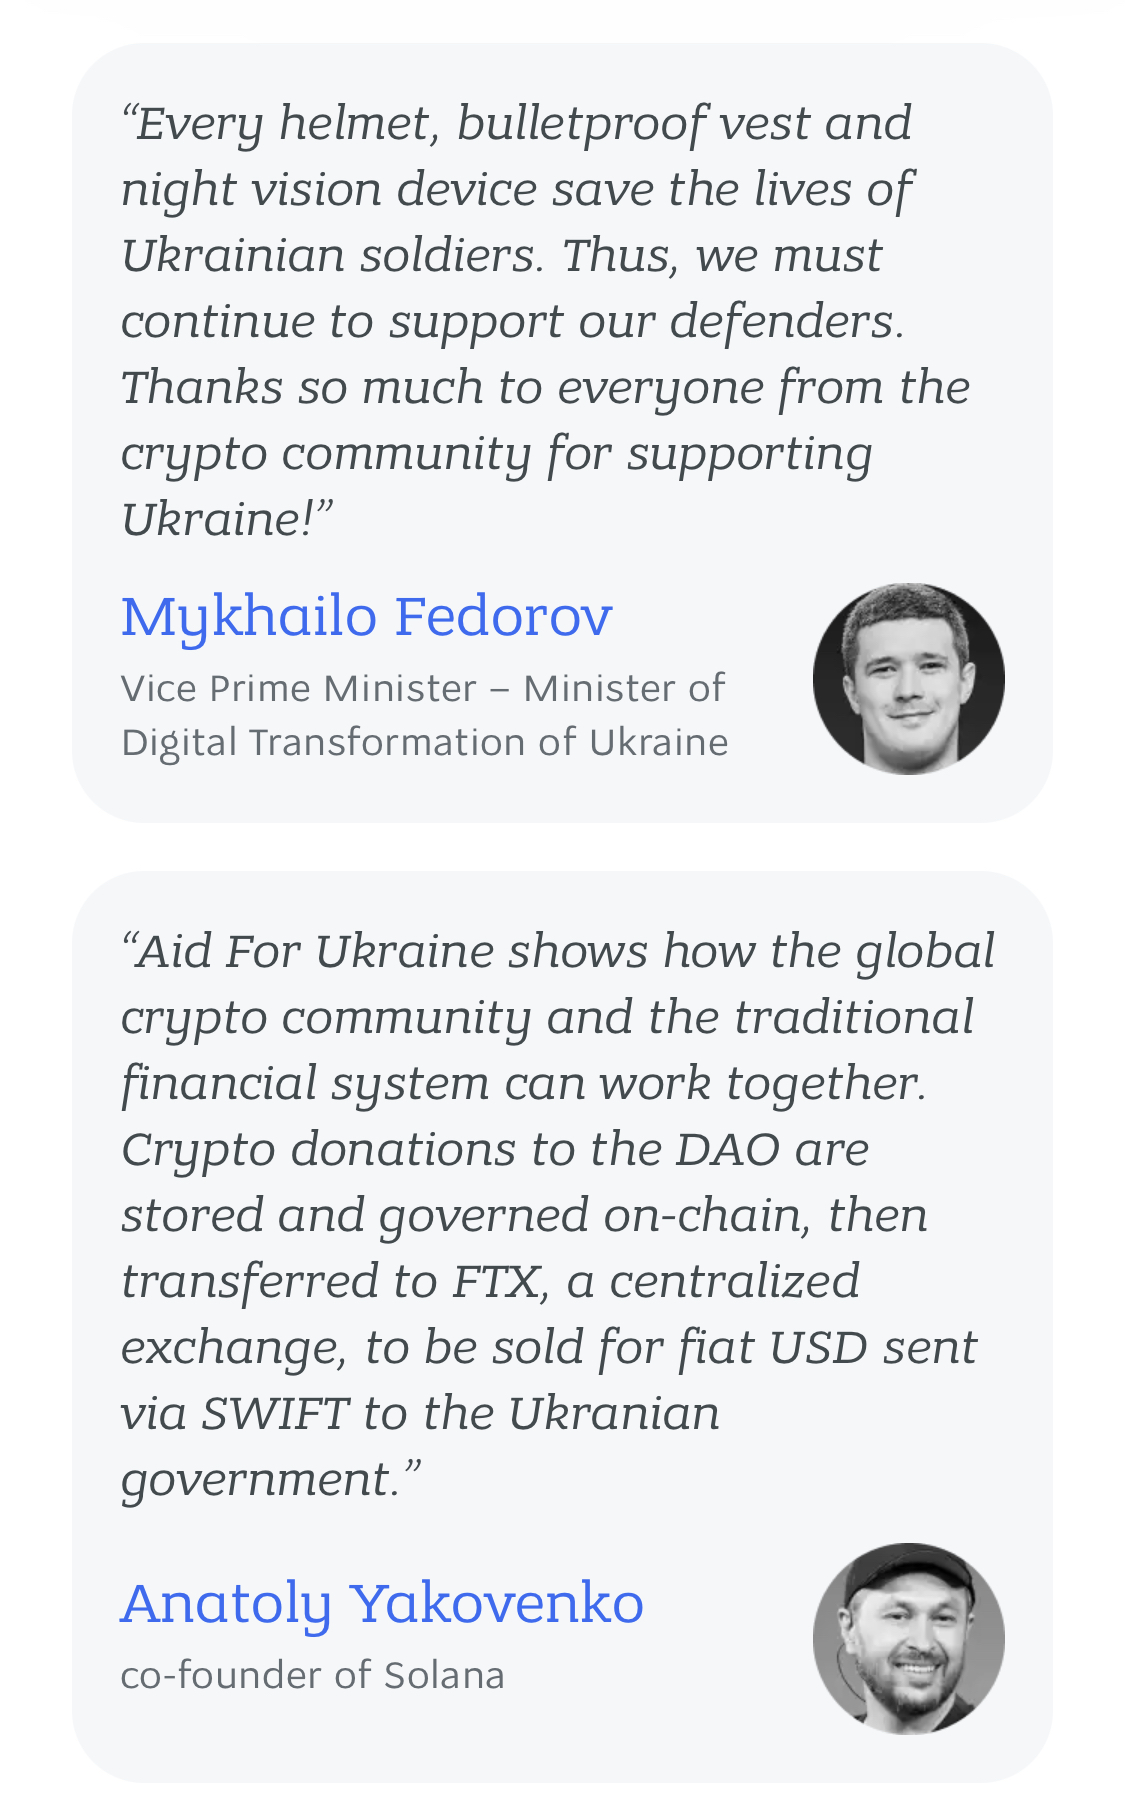 “Every helmet, bulletproof vest and
night vision device save the lives of
Ukrainian soldiers. Thus, we must
continue to support our defenders.
Thanks so much to everyone from the
crypto community for supporting
Ukraine!”
Mykhailo Fedorov
Vice Prime Minister – Minister of
Digital Transformation of Ukraine
“Aid For Ukraine shows how the global
crypto community and the traditional
financial system can work together.
Crypto donations to the DAO are
stored and governed on-chain, then
transferred to FTX, a centralized
exchange, to be sold for fiat USD sent
via SWIFT to the Ukranian
government.”
Anatoly Yakovenko
co-founder of Solana